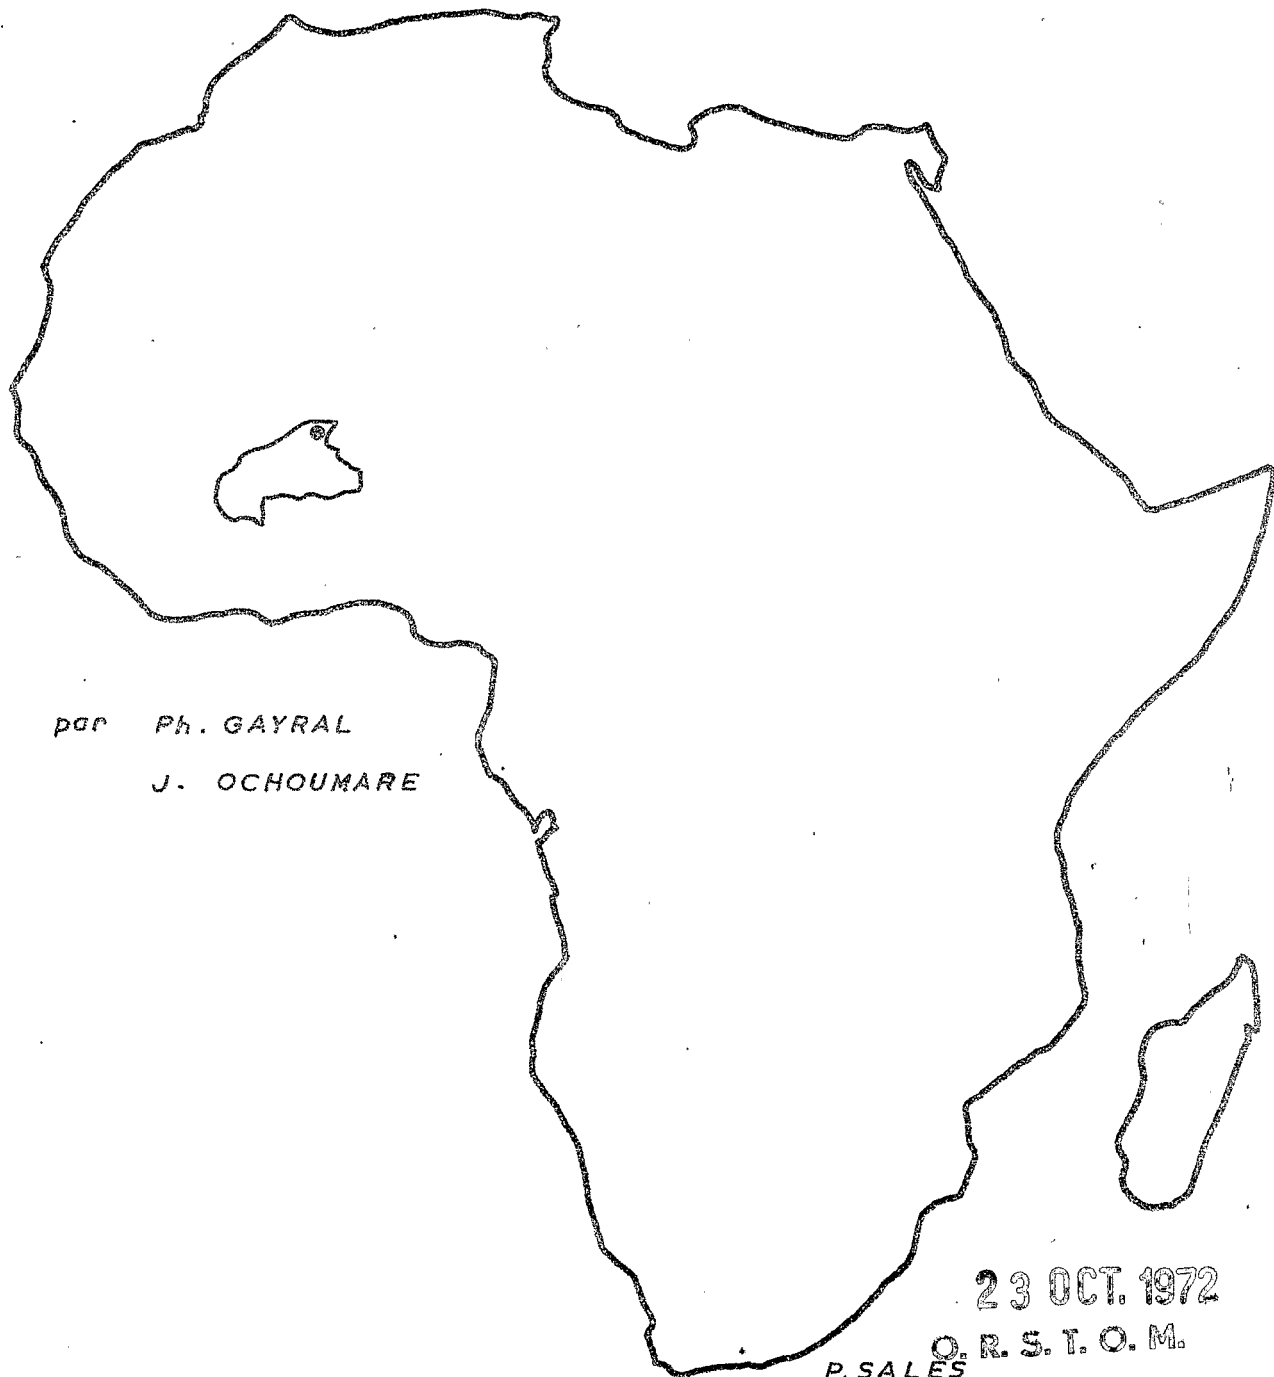 par Ph. GAYRAL
J. OCHOUMARE
23 OCT. 1972
O. R. S. T. O. M.
P. SALES